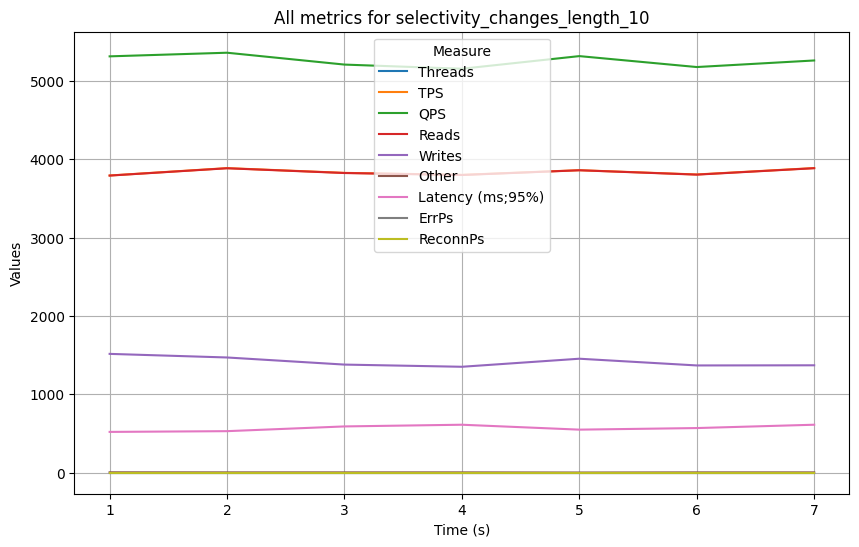 All metrics for selectivity_changes_length_10
Values
5000
4000
3000
2000
1000
0
Measure
Threads
TPS
QPS
Reads
Writes
Other
Latency (ms;95%)
ErrPs
ReconnPs
1 2 3 4 5 6 7
Time (s)